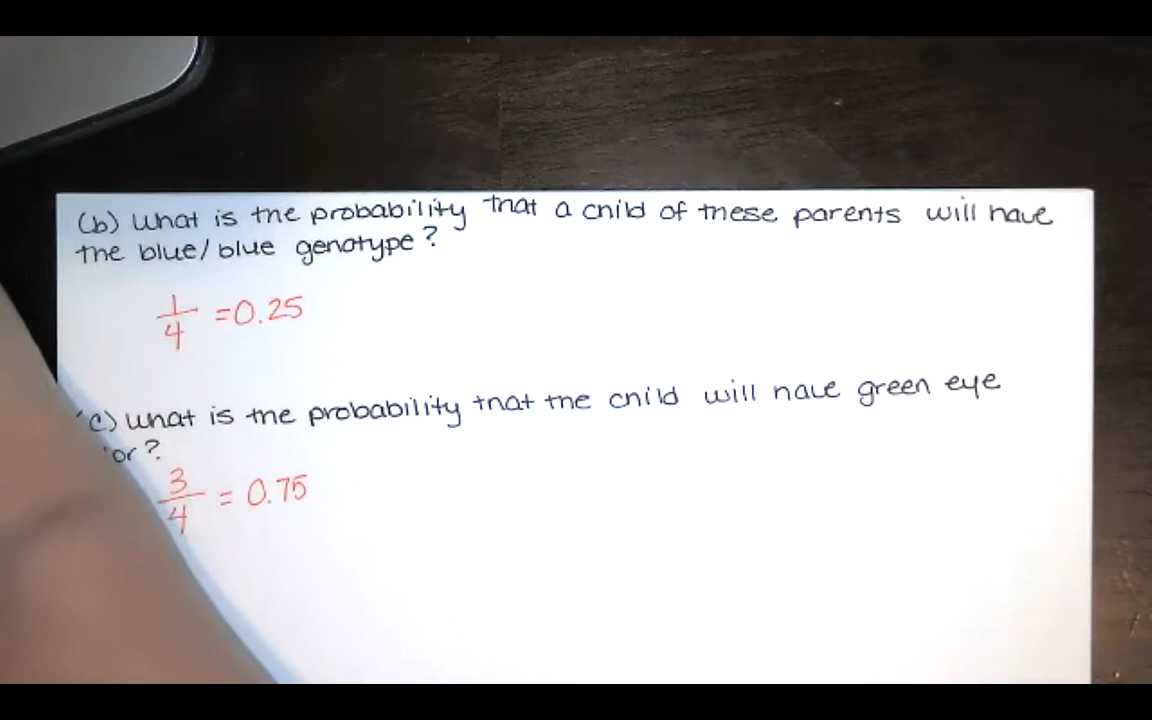 (b) What is the probability that a child of these parents will have
the blue/blue genotype?
1/4 = 0.25
(c) What is the probability that the child will have green eye
or?
3/4 = 0.75